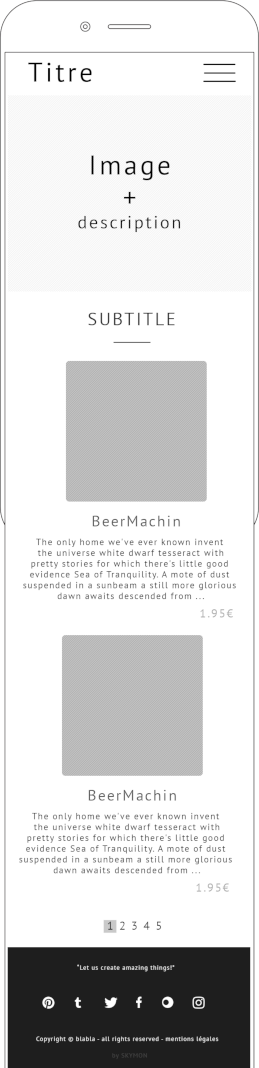 Titre
Image
+
description
SUBTITLE
BeerMachin
The only home we've ever known invent
the universe white dwarf tesseract with
pretty stories for which there's little good
evidence Sea of Tranquility. A mote of dust
suspended in a sunbeam a still more glorious
dawn awaits descended from ...
1.95€
BeerMachin
The only home we've ever known invent
the universe white dwarf tesseract with
pretty stories for which there's little good
evidence Sea of Tranquility. A mote of dust
suspended in a sunbeam a still more glorious
dawn awaits descended from ...
1.95€
1 2 3 4 5
"Let us create amazing things!"
Copyright © blabla - all rights reserved - mentions légales
by SKYMON